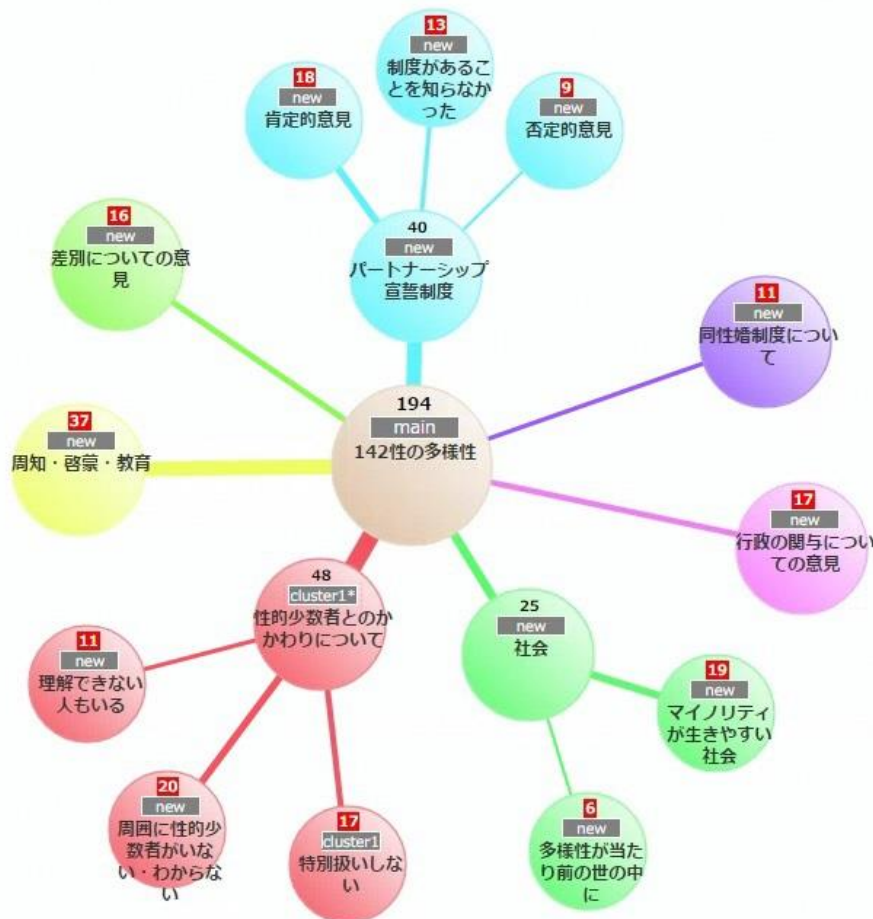 13
new
制度があるこ
とを知らなか
った
18
new
肯定的意見
9
new
否定的意見
16
new
差別についての意
見
40
new
パートナーシップ
宣誓制度
11
new
同性婚制度につい
て
194
main
142性の多様性
37
new
周知・啓蒙・教育
17
new
行政の関与につい
ての意見
48
cluster1*
性的少数者とのか
かわりについて
25
new
社会
11
new
理解できない
人もいる
19
new
マイノリティ
が生きやすい
社会
20
new
周囲に性的少
数者がいな
い・わからな
い
17
cluster1
特別扱いしな
い
6
new
多様性が当た
り前の世の中
に